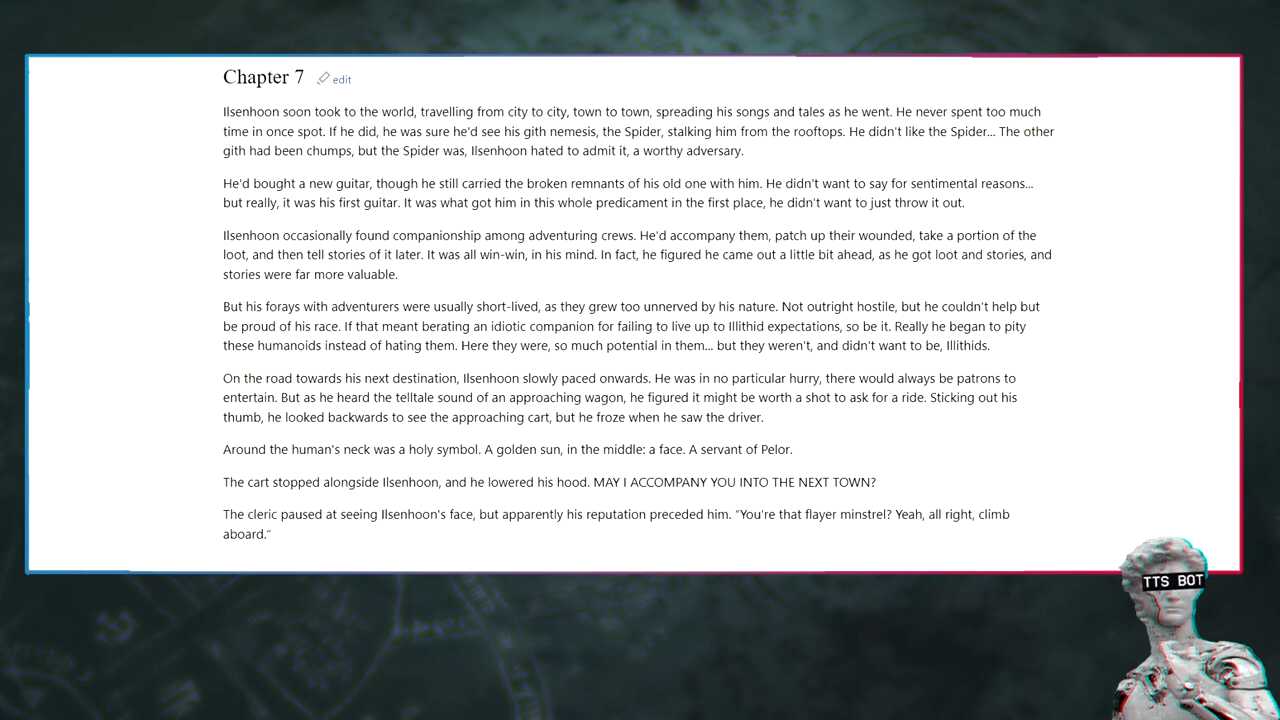 Chapter 7 edit
Ilsenhoon soon took to the world, travelling from city to city, town to town, spreading his songs and tales as he went. He never spent too much
time in once spot. If he did, he was sure he'd see his gith nemesis, the Spider, stalking him from the rooftops. He didn't like the Spider... The other
gith had been chumps, but the Spider was, Ilsenhoon hated to admit it, a worthy adversary.
He'd bought a new guitar, though he still carried the broken remnants of his old one with him. He didn't want to say for sentimental reasons...
but really, it was his first guitar. It was what got him in this whole predicament in the first place, he didn't want to just throw it out.
Ilsenhoon occasionally found companionship among adventuring crews. He'd accompany them, patch up their wounded, take a portion of the
loot, and then tell stories of it later. It was all win-win, in his mind. In fact, he figured he came out a little bit ahead, as he got loot and stories, and
stories were far more valuable.
But his forays with adventurers were usually short-lived, as they grew too unnerved by his nature. Not outright hostile, but he couldn't help but
be proud of his race. If that meant berating an idiotic companion for failing to live up to Illithid expectations, so be it. Really he began to pity
these humanoids instead of hating them. Here they were, so much potential in them... but they weren't, and didn't want to be, Illithids.
On the road towards his next destination, Ilsenhoon slowly paced onwards. He was in no particular hurry, there would always be patrons to
entertain. But as he heard the telltale sound of an approaching wagon, he figured it might be worth a shot to ask for a ride. Sticking out his
thumb, he looked backwards to see the approaching cart, but he froze when he saw the driver.
Around the human's neck was a holy symbol. A golden sun, in the middle: a face. A servant of Pelor.
The cart stopped alongside Ilsenhoon, and he lowered his hood. MAY I ACCOMPANY YOU INTO THE NEXT TOWN?
The cleric paused at seeing Ilsenhoon's face, but apparently his reputation preceded him. "You're that flayer minstrel? Yeah, all right, climb
aboard."
TTS BOT